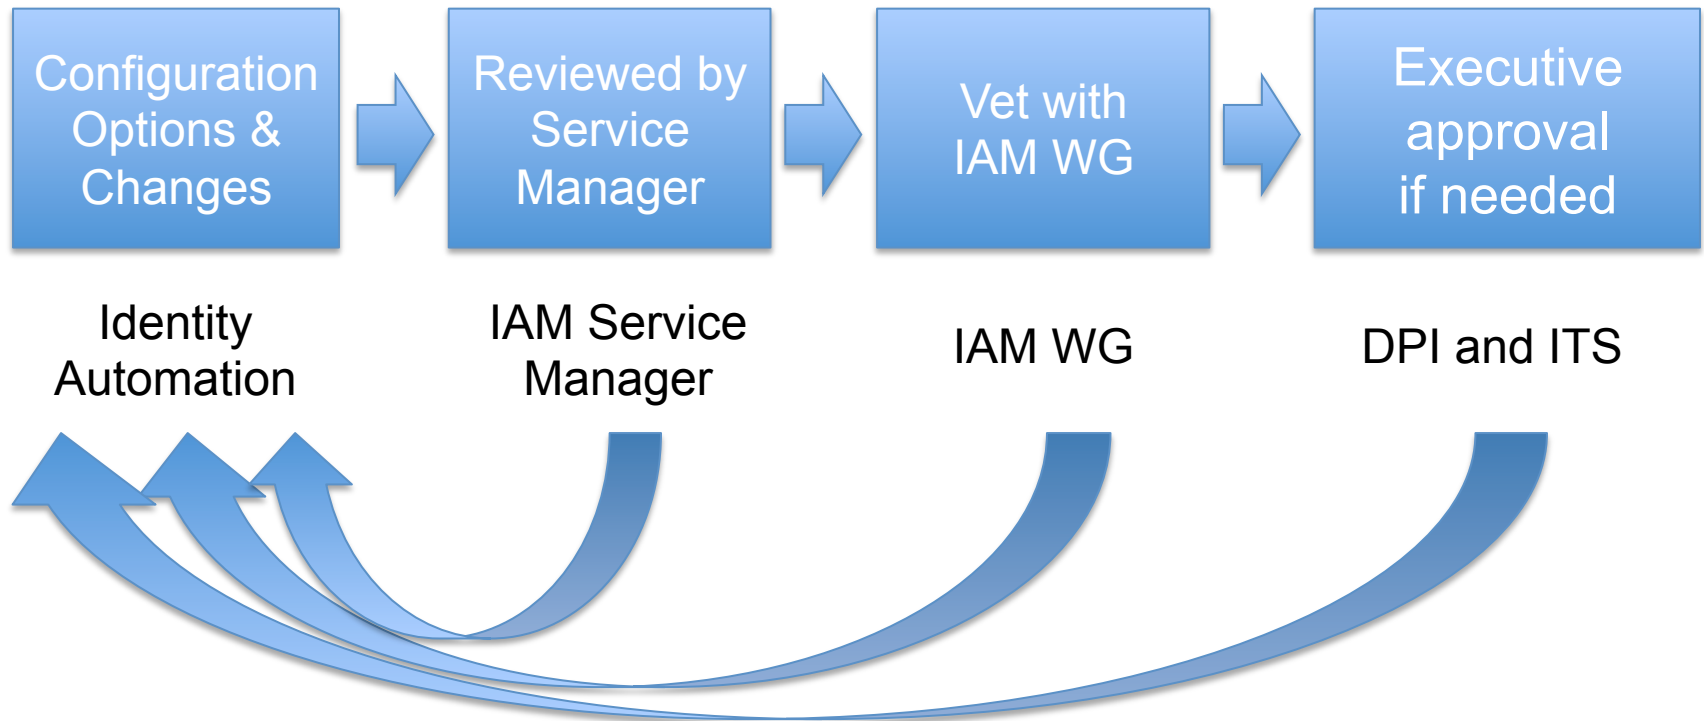 Configuration
Options &
Changes
Reviewed by
Service
Manager
Vet with
IAM WG
Executive
approval
if needed
Identity
Automation
IAM Service
Manager
IAM WG
DPI and ITS